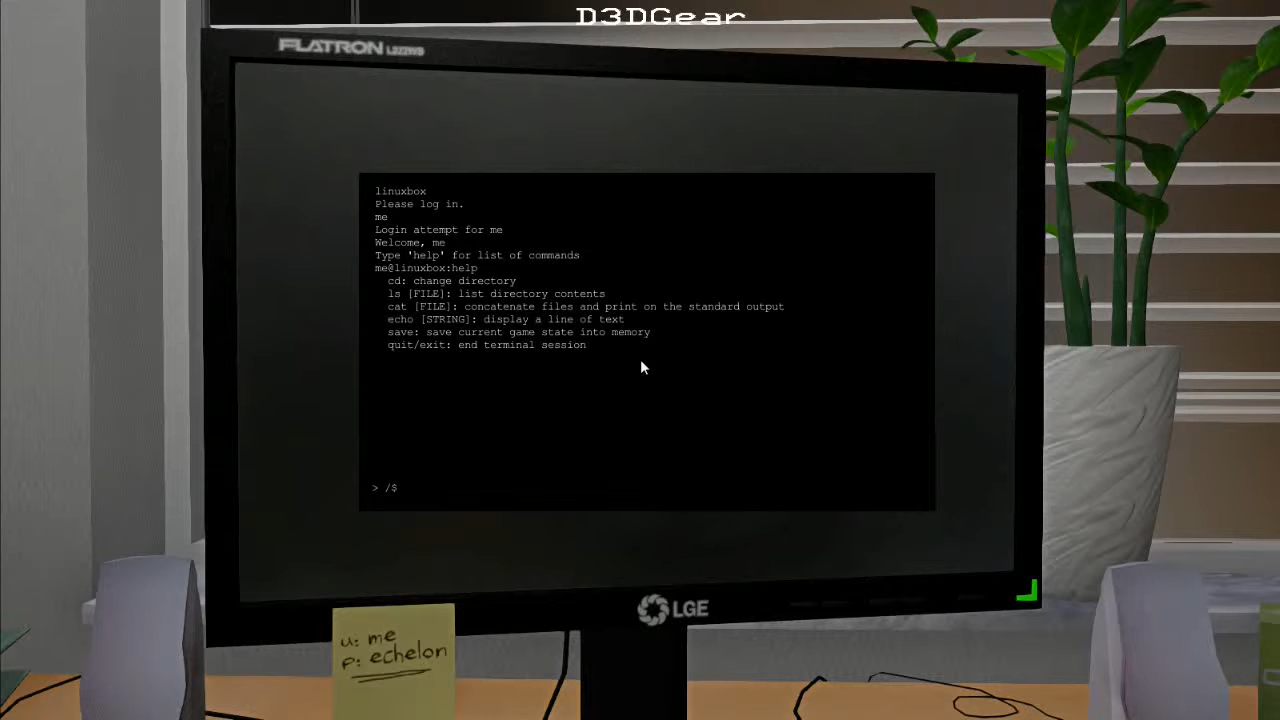 D3DGear
FLATRON L222WS
linuxbox
Please log in.
me
Login attempt for me
Welcome, me
Type 'help' for list of commands
me@linuxbox:help
cd: change directory
ls [FILE]: list directory contents
cat [FILE]: concatenate files and print on the standard output
echo [STRING]: display a line of text
save: save current game state into memory
quit/exit: end terminal session
> /$
LGE
u: me
p: echelon